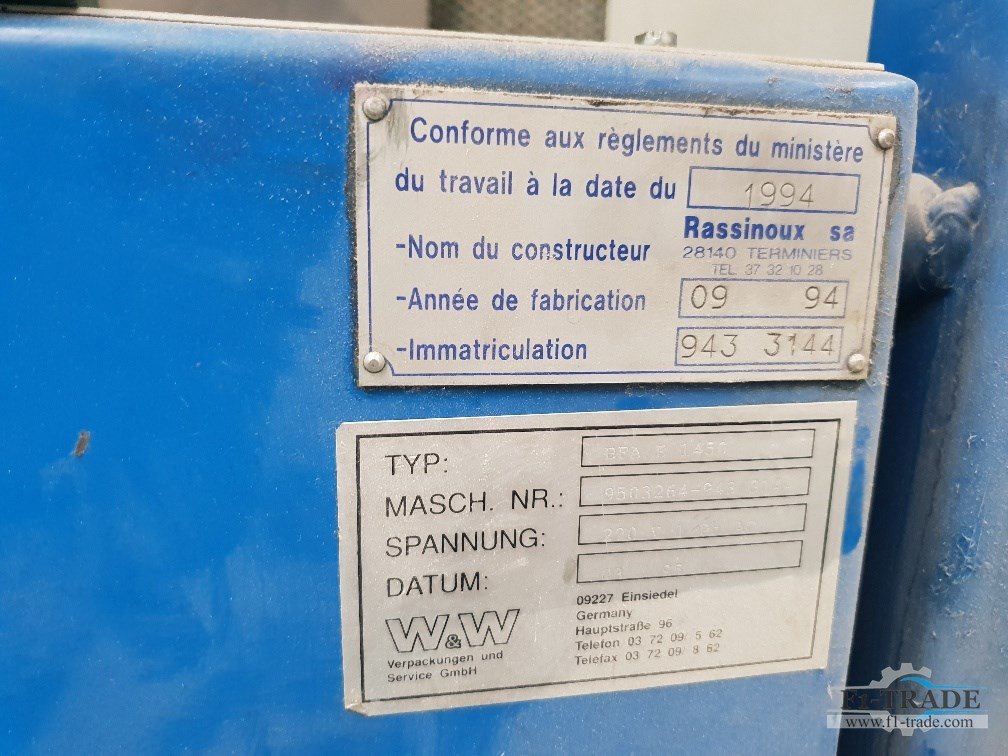 Conforme aux règlements du ministère
du travail à la date du 1994
-Nom du constructeur Rassinoux sa
28140 TERMINIERS
TEL 37 32 10 28
-Année de fabrication 09 94
-Immatriculation 943 3144
TYP: 1450
MASCH. NR.:
SPANNUNG: 220
DATUM:
W&W
Verpackungen und
Service GmbH
09227 Einsiedel
Germany
Hauptstraße 96
Telefon 03 72 09/ 5 62
Telefax 03 72 09/ 8 62
F1-TRADE
www.f1-trade.com